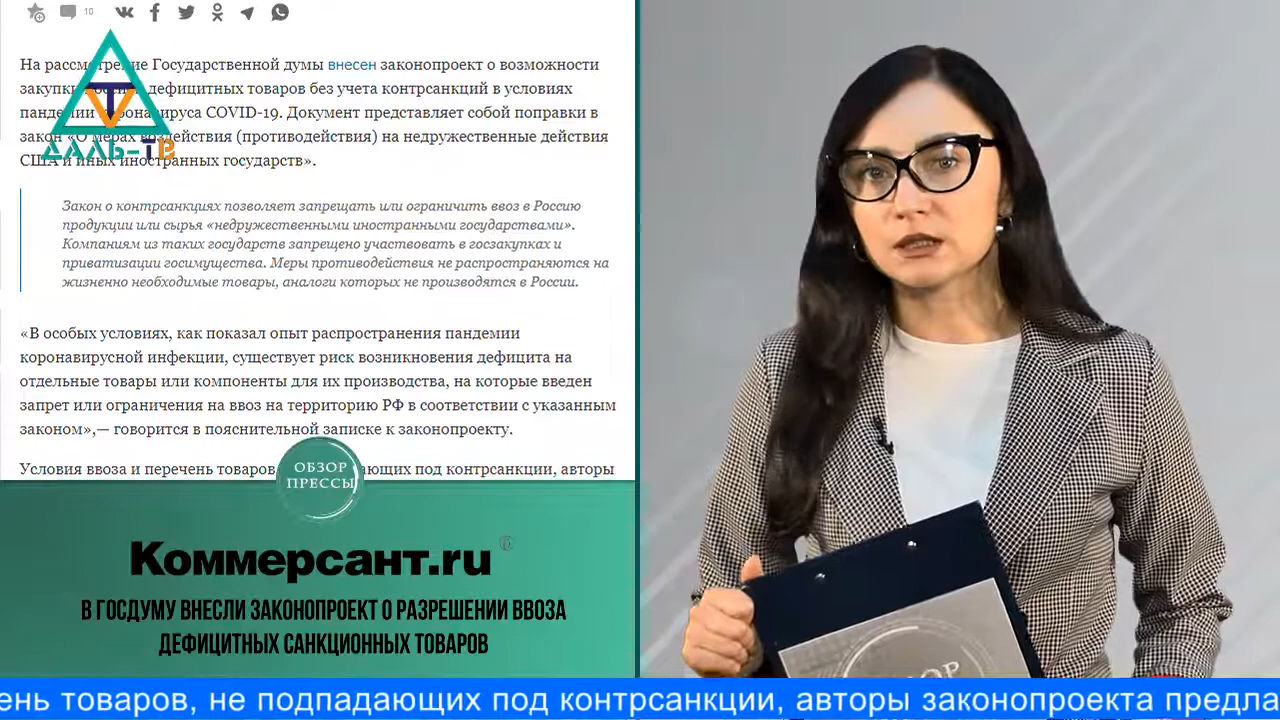 10
На рассмотрение Государственной думы внесен законопроект о возможности
закупки дефицитных товаров без учета контрсанкций в условиях
пандемии коронавируса COVID-19. Документ представляет собой поправки в
закон «О мерах воздействия (противодействия) на недружественные действия
США и иных иностранных государств».
ДАЛЬ-ТВ
Закон о контрсанкциях позволяет запрещать или ограничить ввоз в Россию
продукции или сырья «недружественными иностранными государствами».
Компаниям из таких государств запрещено участвовать в госзакупках и
приватизации госимущества. Меры противодействия не распространяются на
жизненно необходимые товары, аналоги которых не производятся в России.
«В особых условиях, как показал опыт распространения пандемии
коронавирусной инфекции, существует риск возникновения дефицита на
отдельные товары или компоненты для их производства, на которые введен
запрет или ограничения на ввоз на территорию РФ в соответствии с указанным
законом»,— говорится в пояснительной записке к законопроекту.
Условия ввоза и перечень товаров, ающих под контрсанкции, авторы
ОБЗОР
ПРЕССЫ
Коммерсант.ru®
В ГОСДУМУ ВНЕСЛИ ЗАКОНОПРОЕКТ О РАЗРЕШЕНИИ ВВОЗА
ДЕФИЦИТНЫХ САНКЦИОННЫХ ТОВАРОВ
ень товаров, не подпадающих под контрсанкции, авторы законопроекта предла